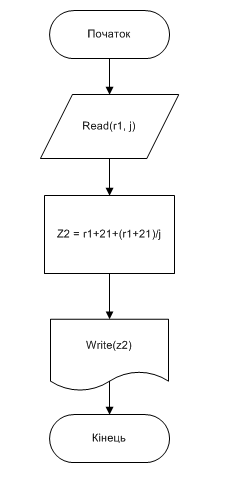 Початок
Read(r1, j)
Z2 = r1+21+(r1+21)/j
Write(z2)
Кінець